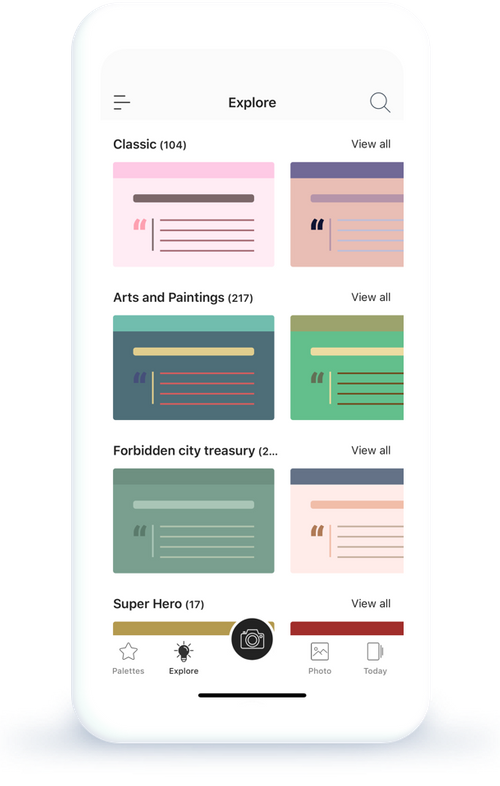 Explore
Classic (104) View all
Arts and Paintings (217) View all
Forbidden city treasury (2... View all
Super Hero (17) View all
Palettes Explore Photo Today